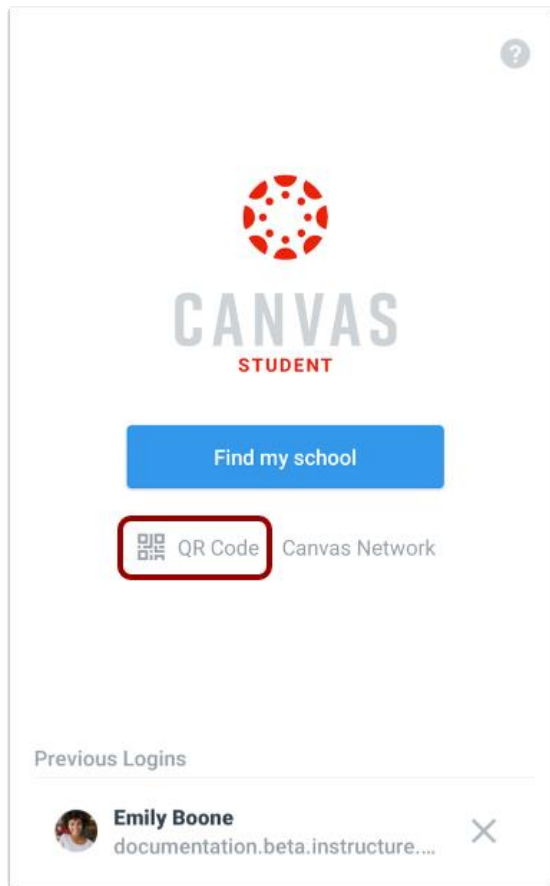 ?
CANVAS
STUDENT
Find my school
QR Code Canvas Network
Previous Logins
Emily Boone
documentation.beta.instructure....